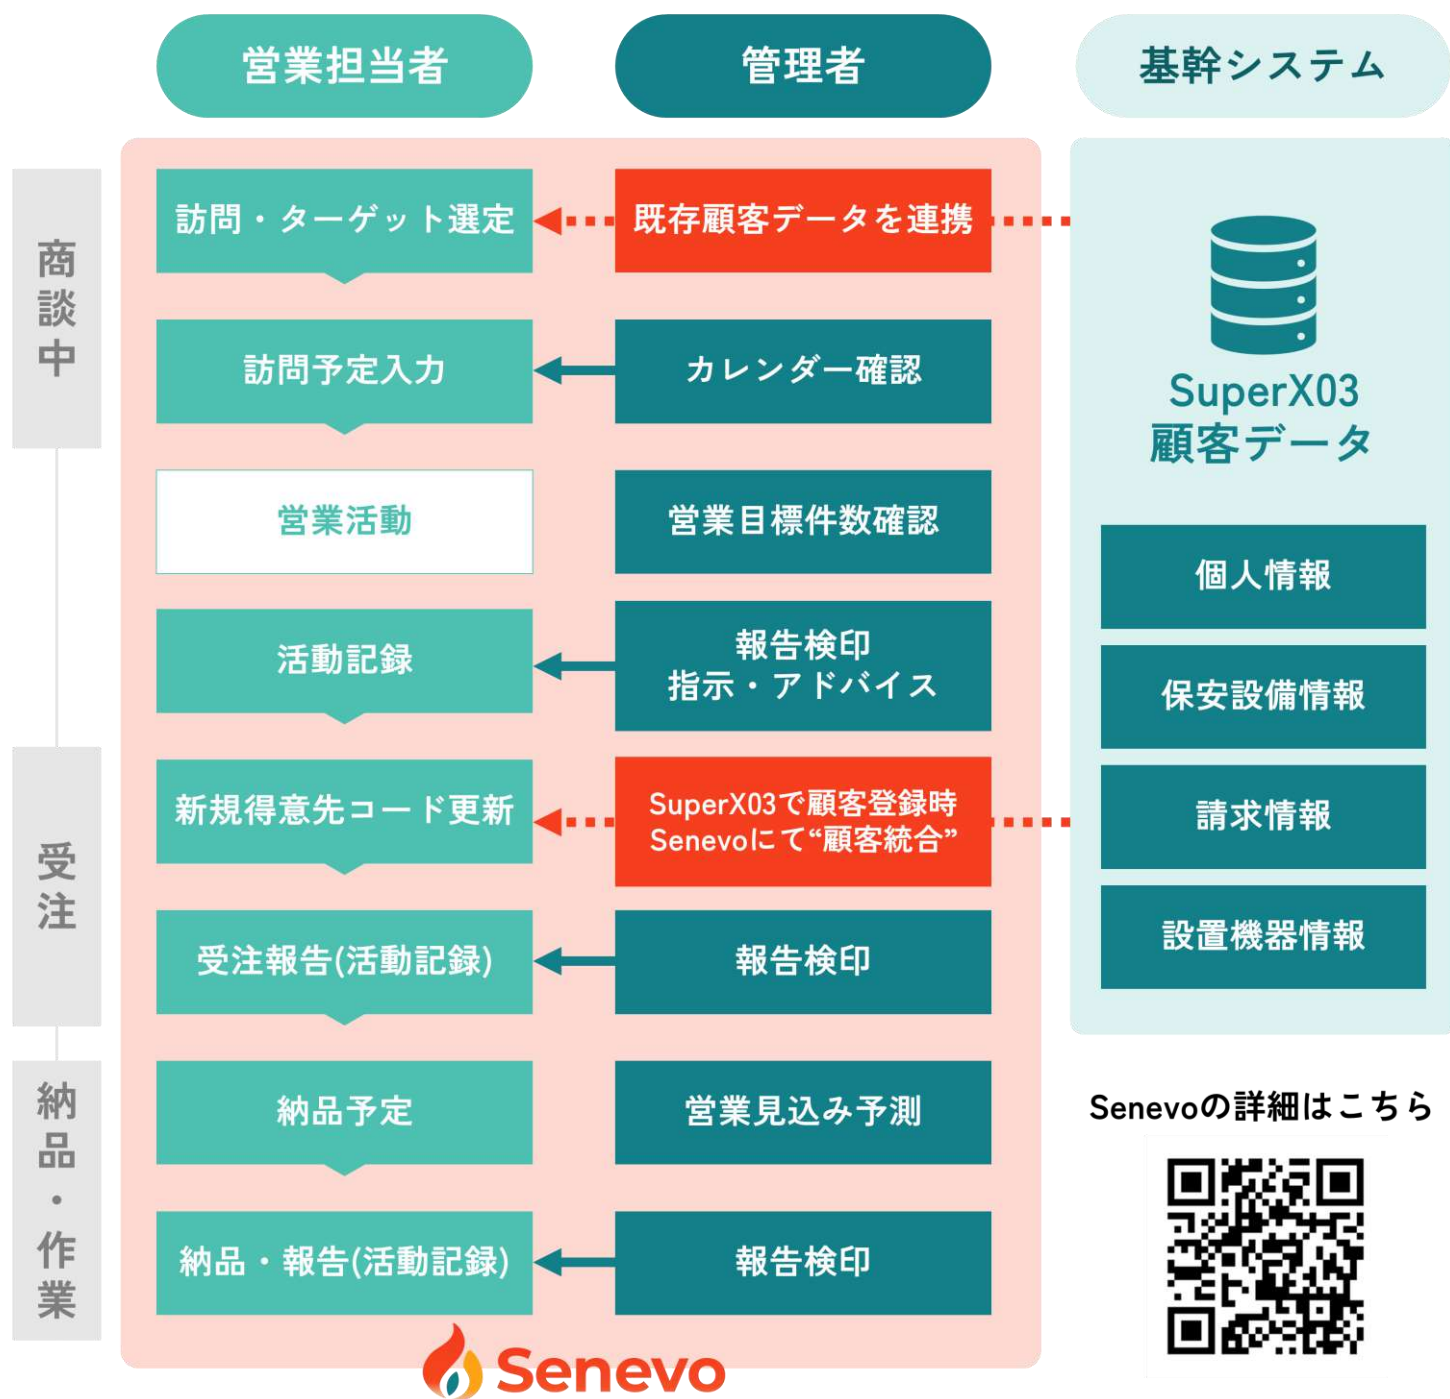 営業担当者
管理者
基幹システム
商談中
訪問・ターゲット選定
既存顧客データを連携
訪問予定入力
カレンダー確認
営業活動
営業目標件数確認
活動記録
報告検印
指示・アドバイス
受注
新規得意先コード更新
SuperX03で顧客登録時
Senevoにて“顧客統合”
受注報告(活動記録)
報告検印
納品・作業
納品予定
営業見込み予測
納品・報告(活動記録)
報告検印
Senevo
SuperX03
顧客データ
個人情報
保安設備情報
請求情報
設置機器情報
Senevoの詳細はこちら